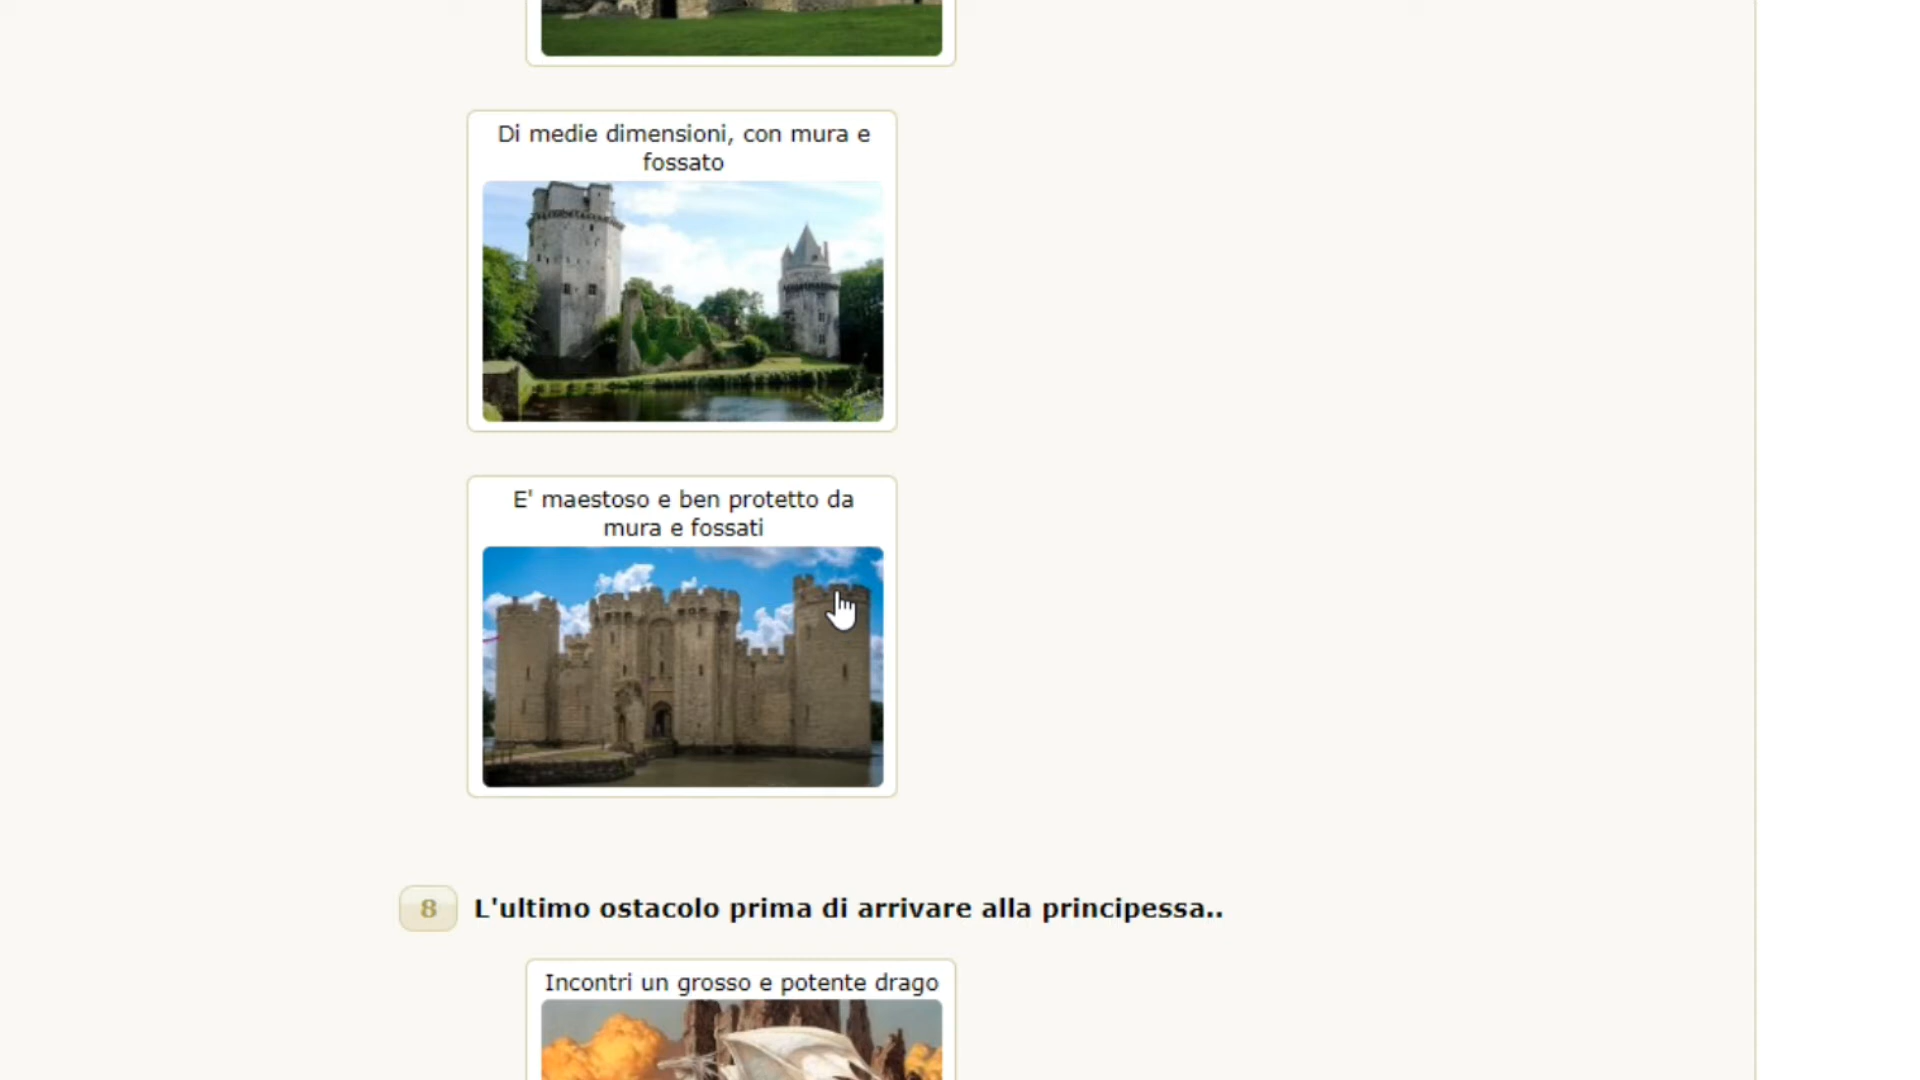 Di medie dimensioni, con mura e
fossato
E' maestoso e ben protetto da
mura e fossati
8 L'ultimo ostacolo prima di arrivare alla principessa..
Incontri un grosso e potente drago